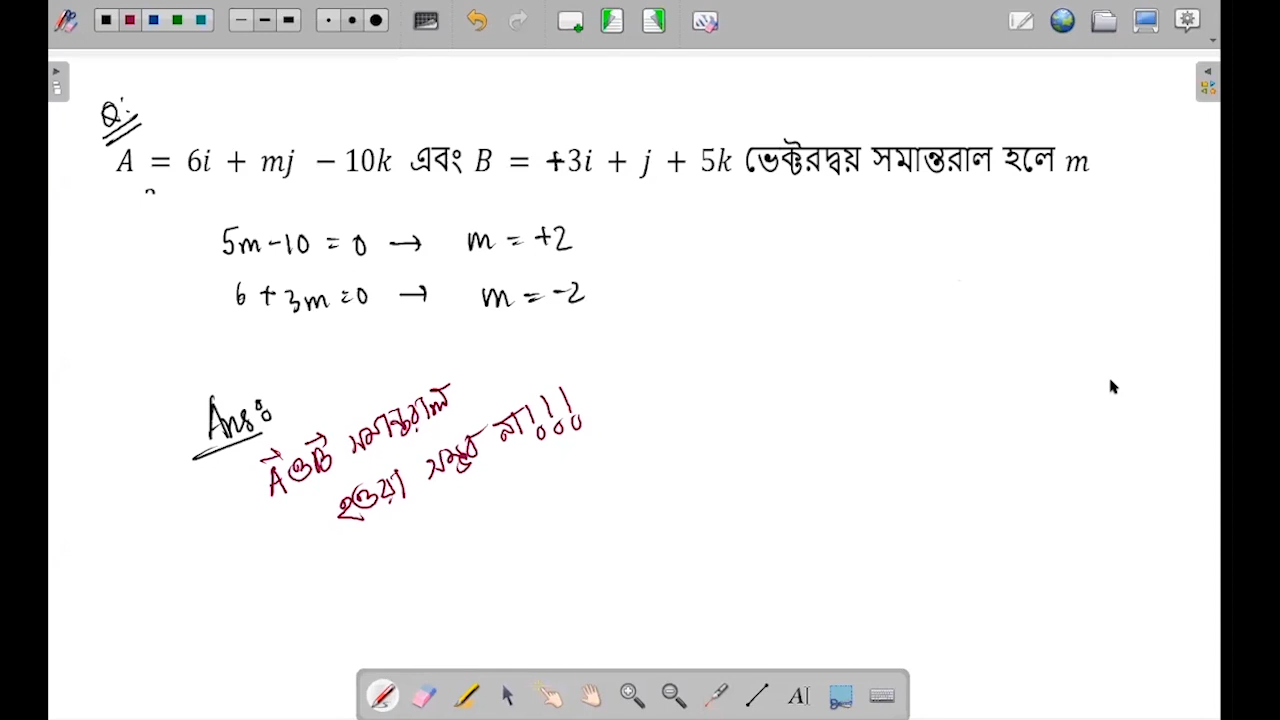 Q:
A = 6i + mj − 10k এবং B = +3i + j + 5k ভেক্টরদ্বয় সমান্তরাল হলে m
5m-10 = 0 → m = +2
6 + 3m = 0 → m = -2
Ans:
A ও B সমান্তরাল
হওয়া সম্ভব না!!!